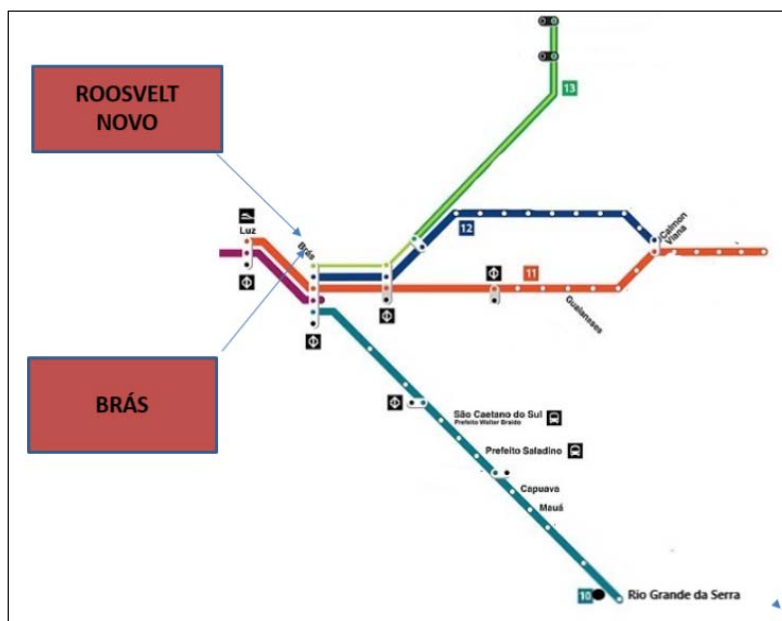 ROOSVELT
NOVO
13
Luz
Brás
12
Calmon
Viana
11
Guaianases
BRÁS
São Caetano do Sul
Prefeito Walter Braido
Prefeito Saladino
Capuava
Mauá
10
Rio Grande da Serra